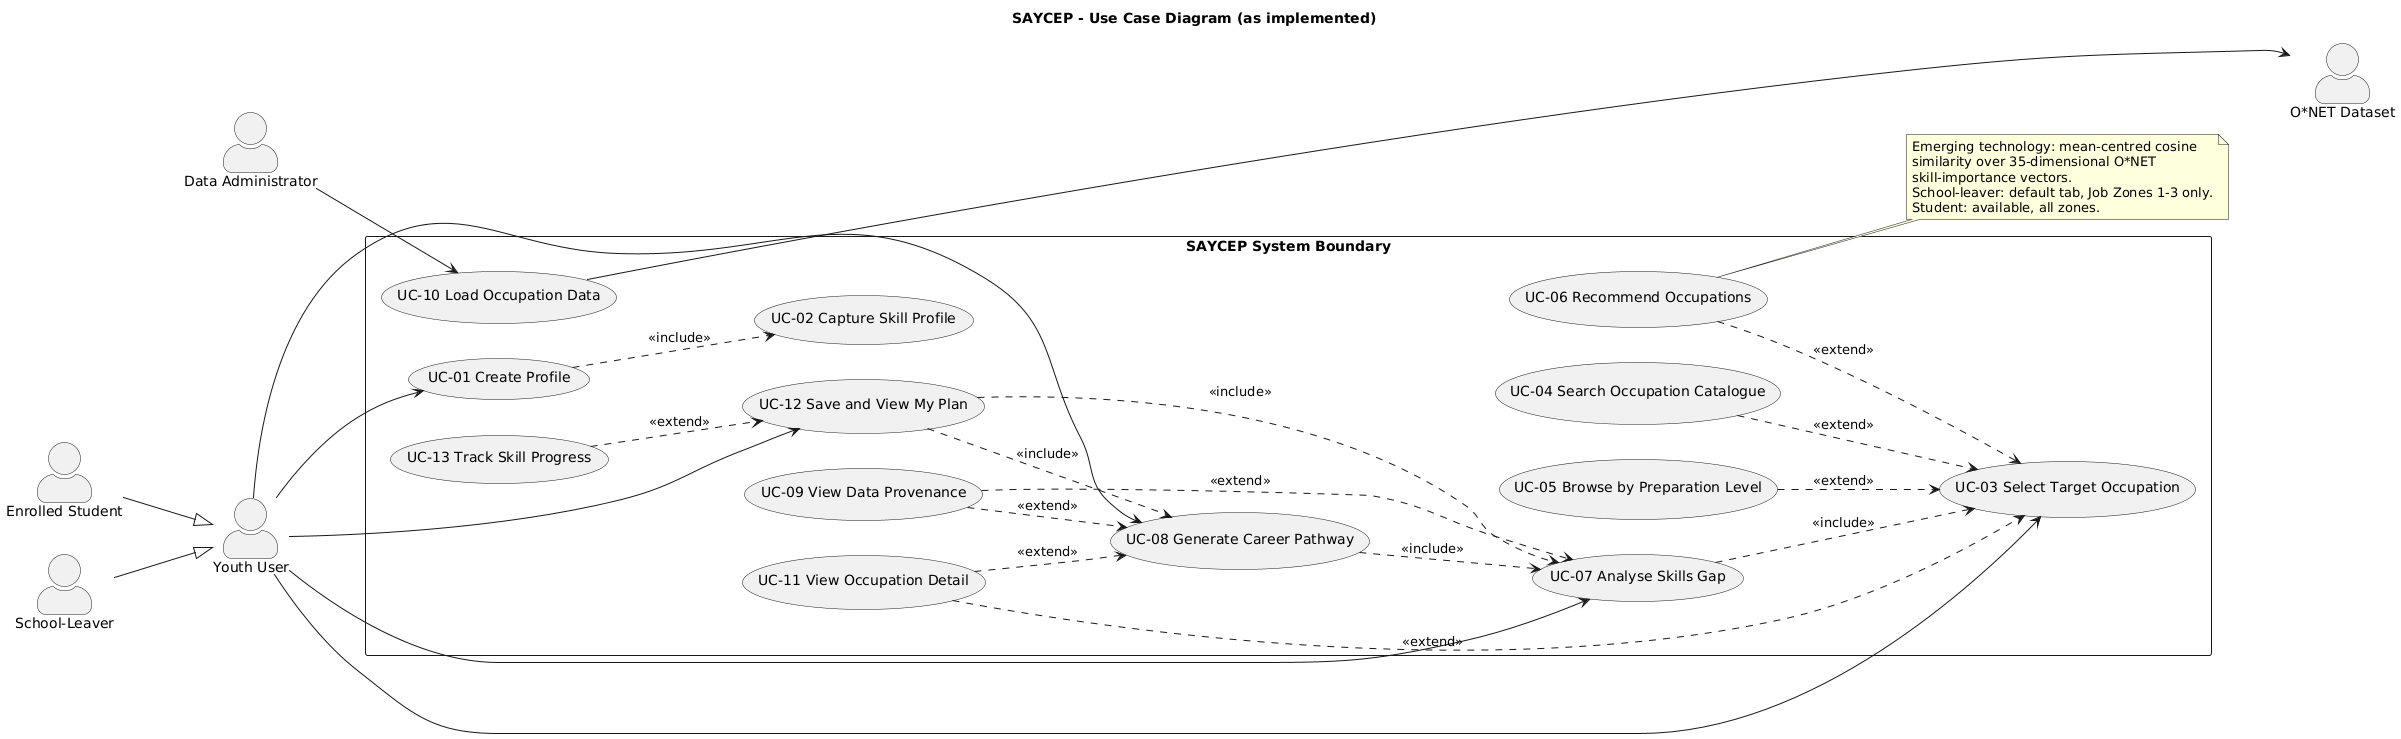 SAYCEP - Use Case Diagram (as implemented)
O*NET Dataset
Data Administrator
Emerging technology: mean-centred cosine
similarity over 35-dimensional O*NET
skill-importance vectors.
School-leaver: default tab, Job Zones 1-3 only.
Student: available, all zones.
SAYCEP System Boundary
UC-10 Load Occupation Data
UC-06 Recommend Occupations
UC-02 Capture Skill Profile
«include»
«extend»
UC-01 Create Profile
«include»
UC-04 Search Occupation Catalogue
UC-12 Save and View My Plan
«extend»
«extend»
UC-13 Track Skill Progress
«include»
«extend»
«extend»
UC-05 Browse by Preparation Level
UC-03 Select Target Occupation
UC-09 View Data Provenance
«extend»
Enrolled Student
«include»
UC-08 Generate Career Pathway
«include»
«extend»
Youth User
UC-11 View Occupation Detail
UC-07 Analyse Skills Gap
School-Leaver
«extend»